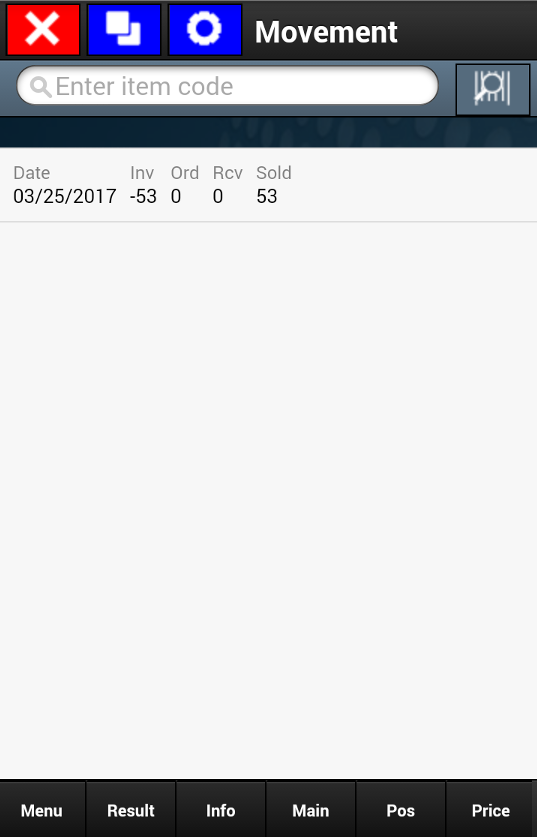 Movement
Enter item code
Date Inv Ord Rcv Sold
03/25/2017 -53 0 0 53
Menu Result Info Main Pos Price